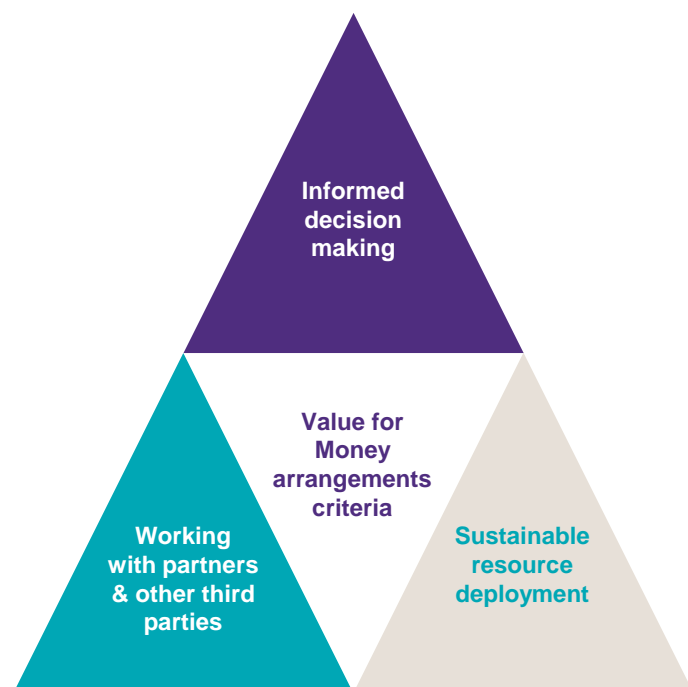 Informed
decision
making
Value for
Money
arrangements
criteria
Working
with partners
& other third
parties
Sustainable
resource
deployment